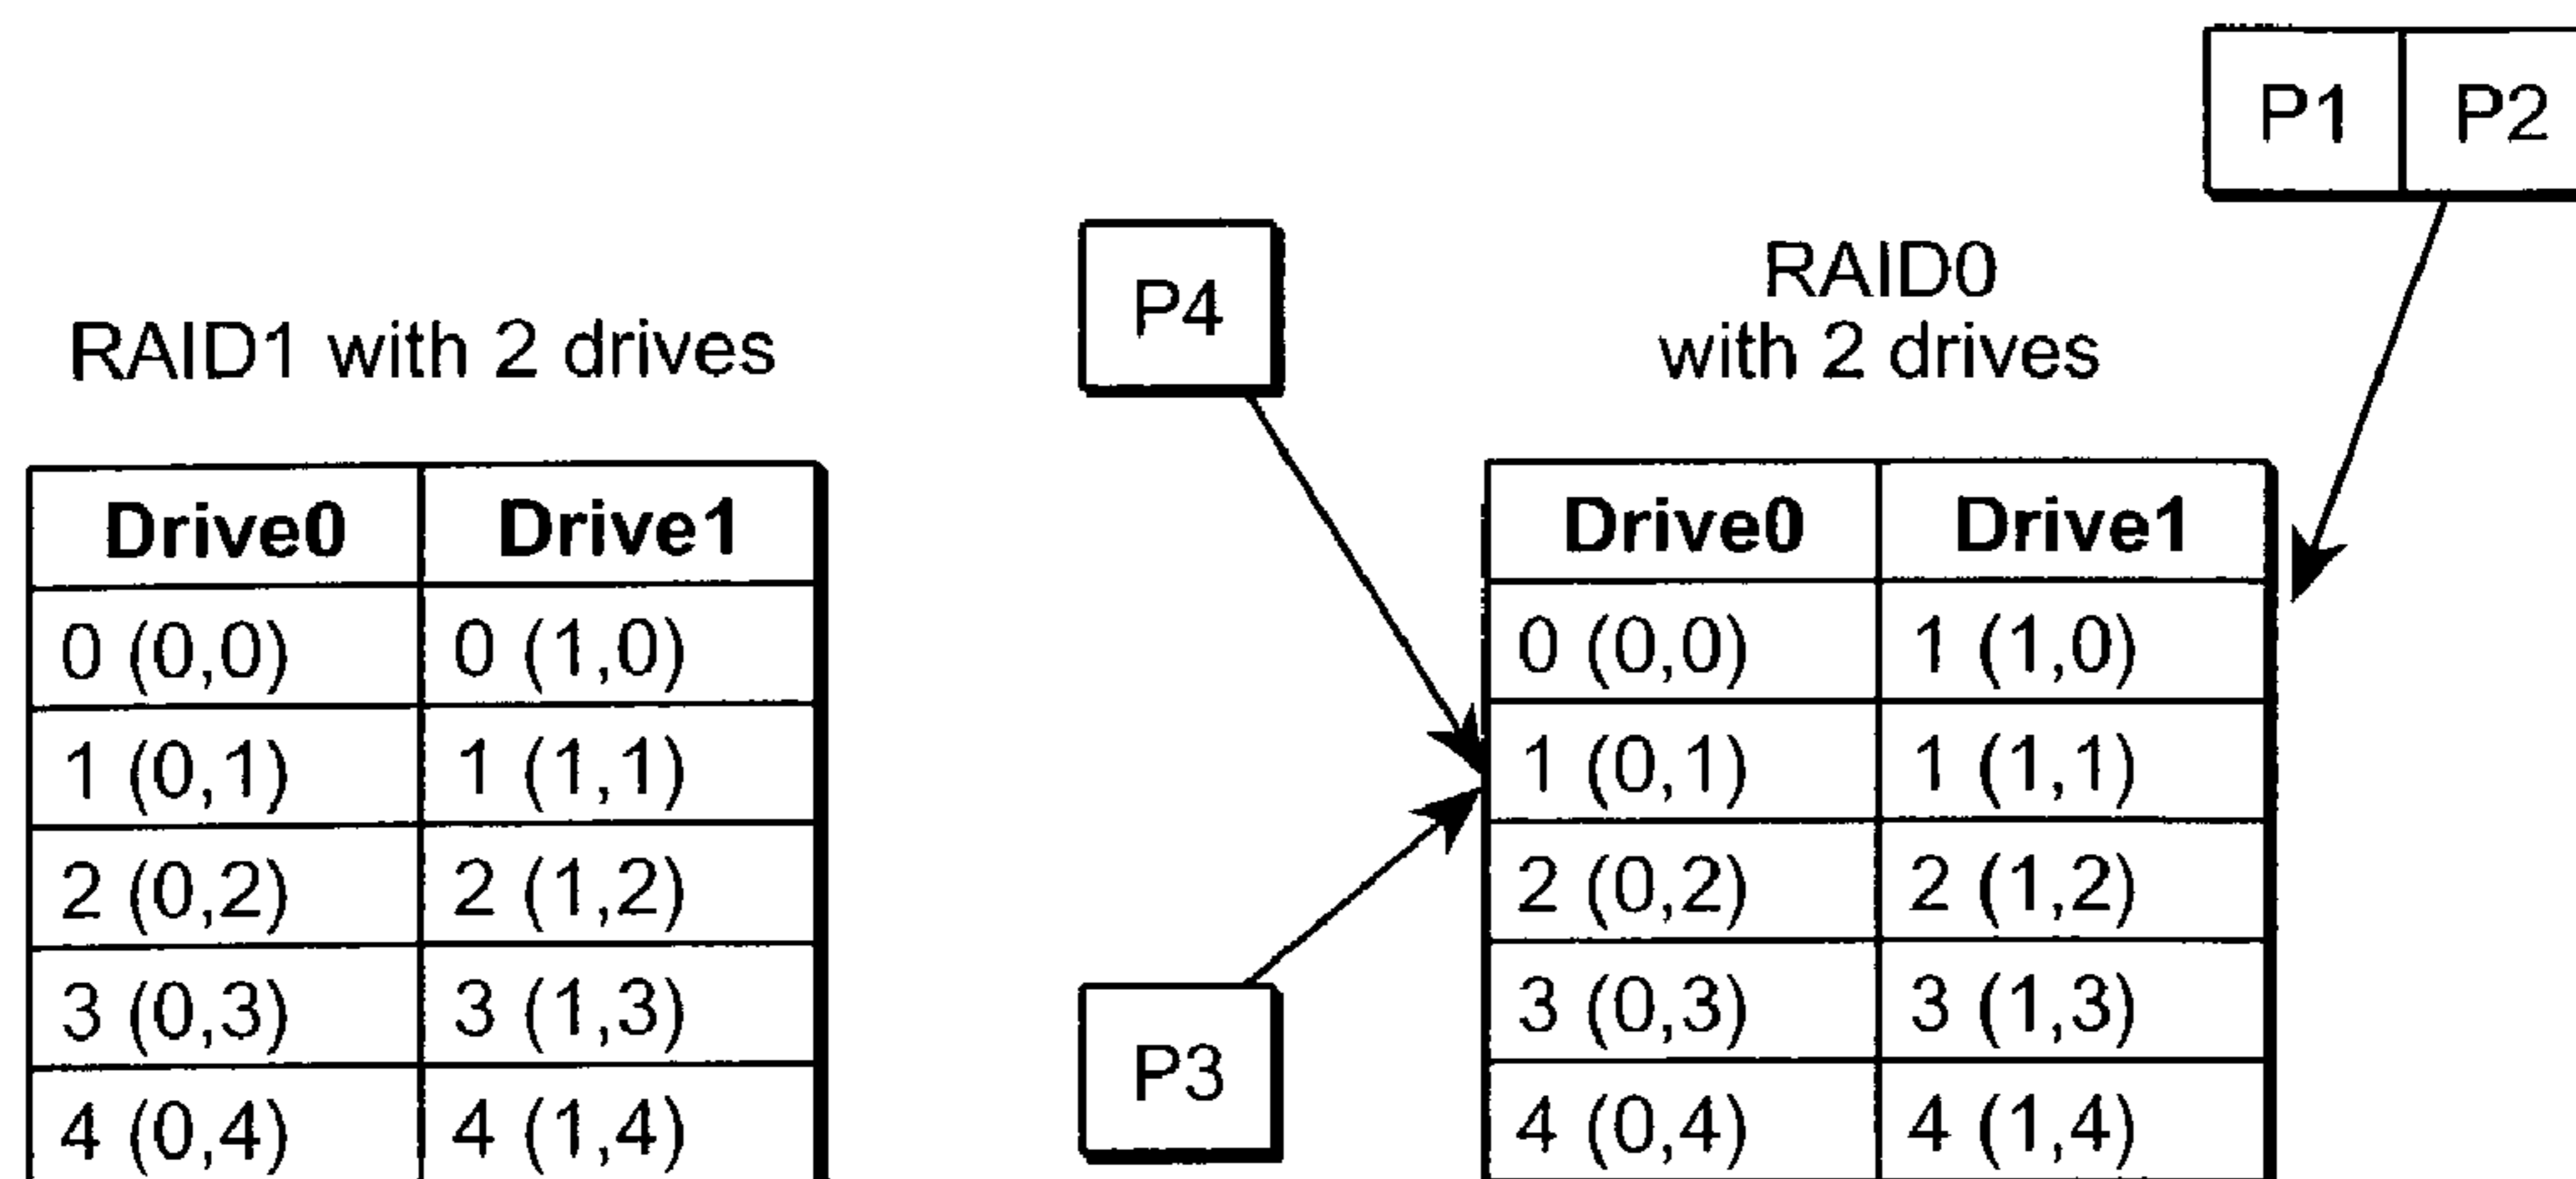 P1 P2
P4
RAID0
with 2 drives
RAID1 with 2 drives
Drive0 Drive1
0 (0,0) 0 (1,0)
1 (0,1) 1 (1,1)
2 (0,2) 2 (1,2)
3 (0,3) 3 (1,3)
4 (0,4) 4 (1,4)
Drive0 Drive1
0 (0,0) 1 (1,0)
1 (0,1) 1 (1,1)
2 (0,2) 2 (1,2)
3 (0,3) 3 (1,3)
4 (0,4) 4 (1,4)
P3